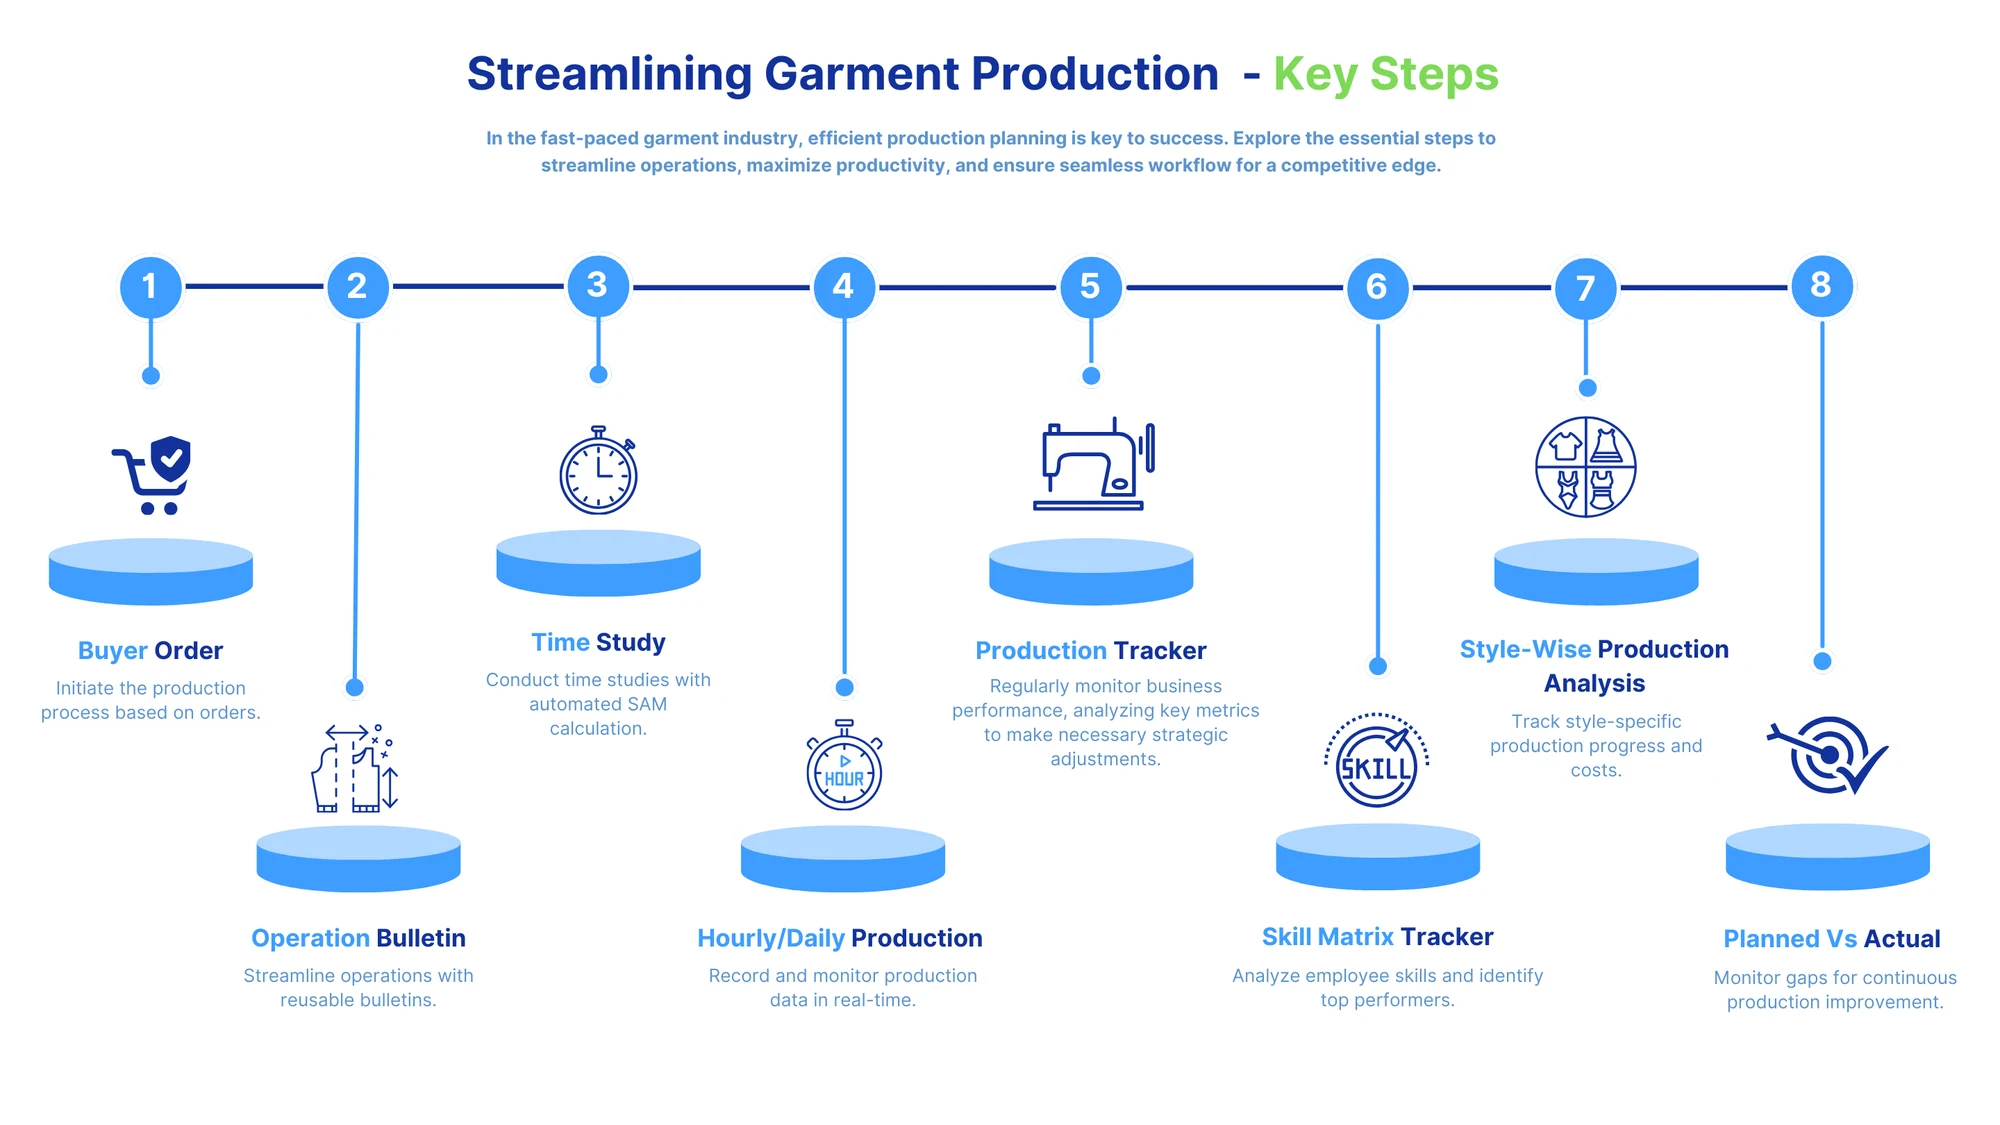 Streamlining Garment Production - Key Steps
In the fast-paced garment industry, efficient production planning is key to success. Explore the essential steps to
streamline operations, maximize productivity, and ensure seamless workflow for a competitive edge.
1
2
3
4
5
6
7
8
Buyer Order
Initiate the production
process based on orders.
Operation Bulletin
Streamline operations with
reusable bulletins.
Time Study
Conduct time studies with
automated SAM
calculation.
HOUR
Hourly/Daily Production
Record and monitor production
data in real-time.
Production Tracker
Regularly monitor business
performance, analyzing key metrics
to make necessary strategic
adjustments.
SKILL
Skill Matrix Tracker
Analyze employee skills and identify
top performers.
Style-Wise Production
Analysis
Track style-specific
production progress and
costs.
Planned Vs Actual
Monitor gaps for continuous
production improvement.